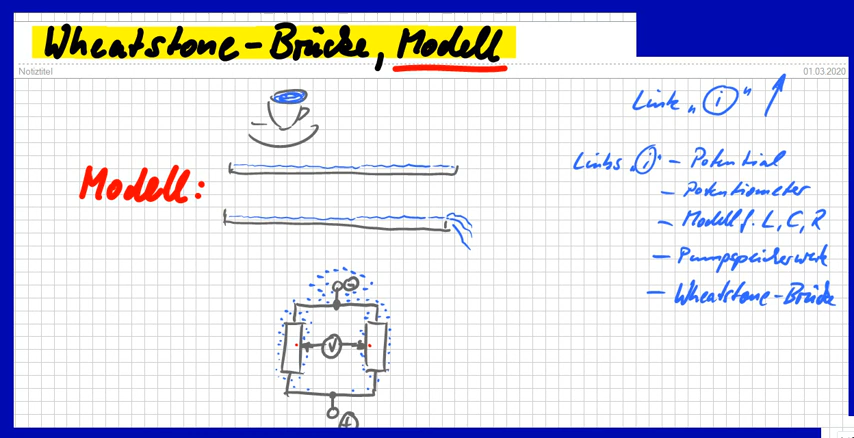 Wheatstone-Brücke, Modell
Notiztitel
01.03.2020
Link „i“
Links „i“ - Potential
- Potentiometer
- Modell f. L, C, R
- Pumpspeicherwerk
- Wheatstone-Brücke
Modell:
V